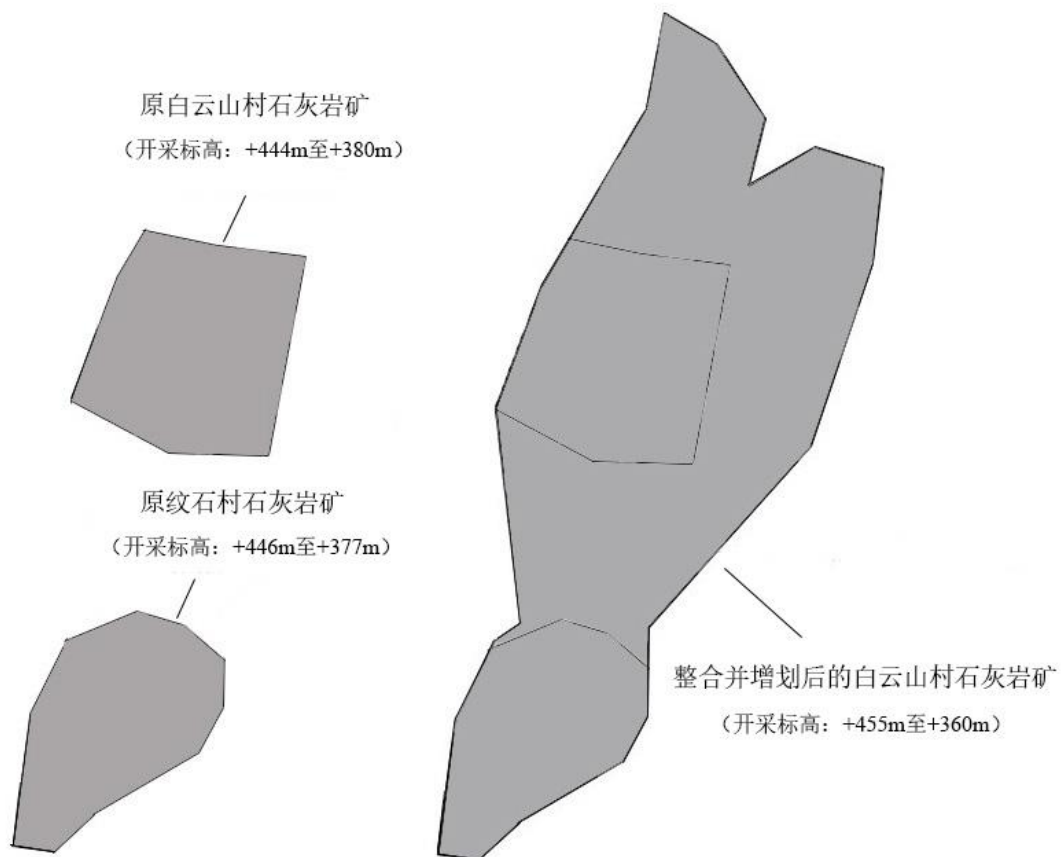 原白云山村石灰岩矿
（开采标高：+444m至+380m）
原纹石村石灰岩矿
（开采标高：+446m至+377m）
整合并增划后的白云山村石灰岩矿
（开采标高：+455m至+360m）